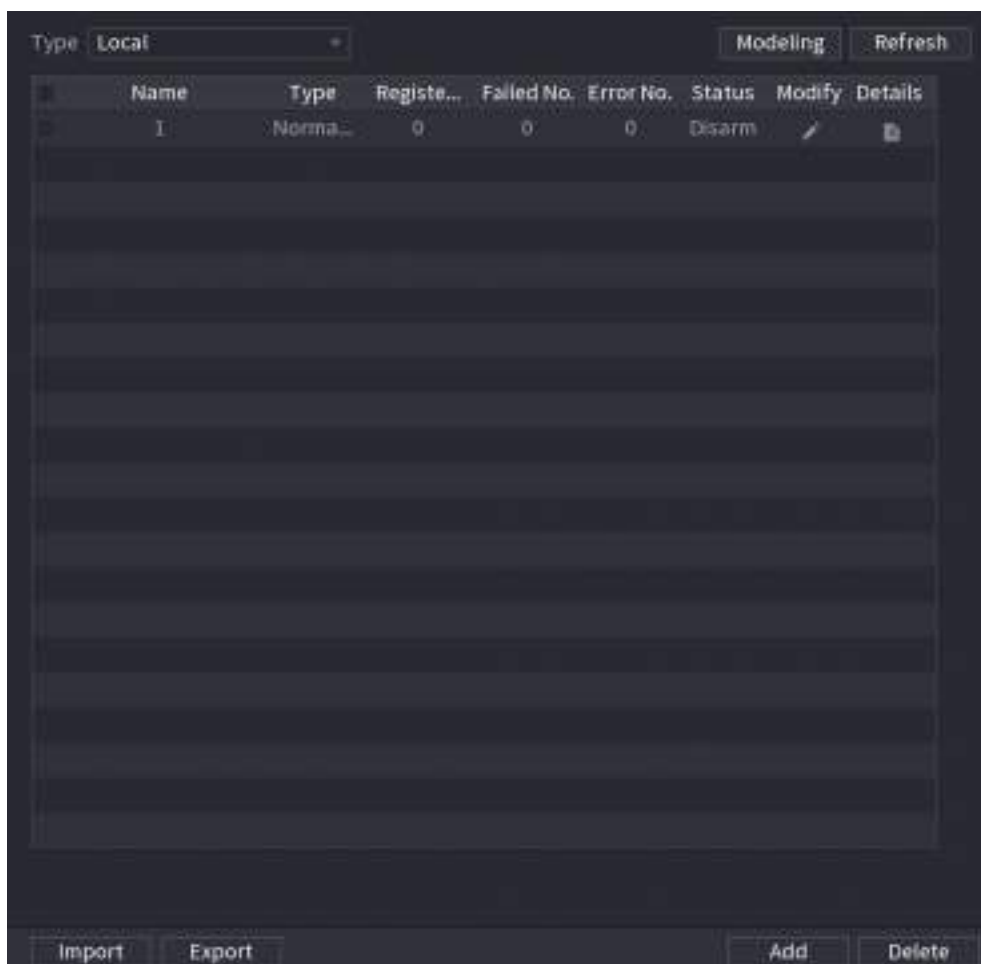 Type Local Modeling Refresh
Name Type Registe... Failed No. Error No. Status Modify Details
1 Norma... 0 0 0 Disarm
Import Export Add Delete